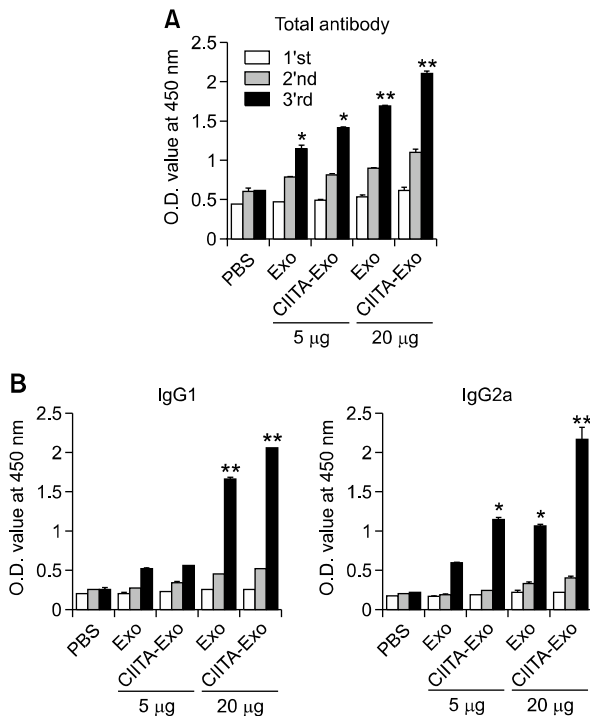 A
Total antibody
1'st
2'nd
3'rd
O.D. value at 450 nm
2.5
2
1.5
1
0.5
0
*
*
**
**
PBS
Exo
CIITA-Exo
Exo
CIITA-Exo
5 µg
20 µg
B
IgG1
O.D. value at 450 nm
2.5
2
1.5
1
0.5
0
**
**
PBS
Exo
CIITA-Exo
Exo
CIITA-Exo
5 µg
20 µg
IgG2a
O.D. value at 450 nm
2.5
2
1.5
1
0.5
0
*
*
**
PBS
Exo
CIITA-Exo
Exo
CIITA-Exo
5 µg
20 µg